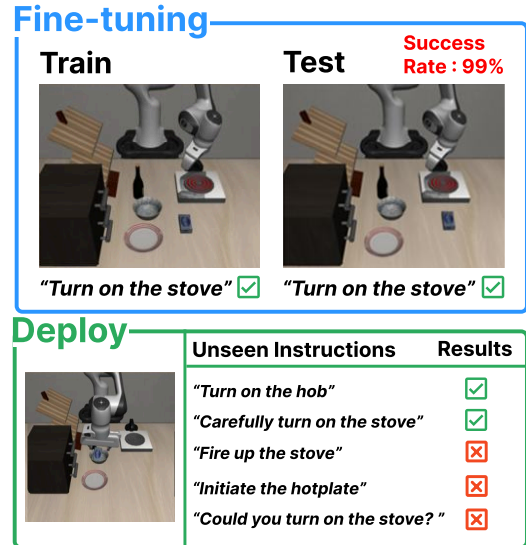 Fine-tuning
Train
Test
Success
Rate : 99%
“Turn on the stove”
“Turn on the stove”
Deploy
Unseen Instructions
Results
“Turn on the hob”
“Carefully turn on the stove”
“Fire up the stove”
“Initiate the hotplate”
“Could you turn on the stove? ”